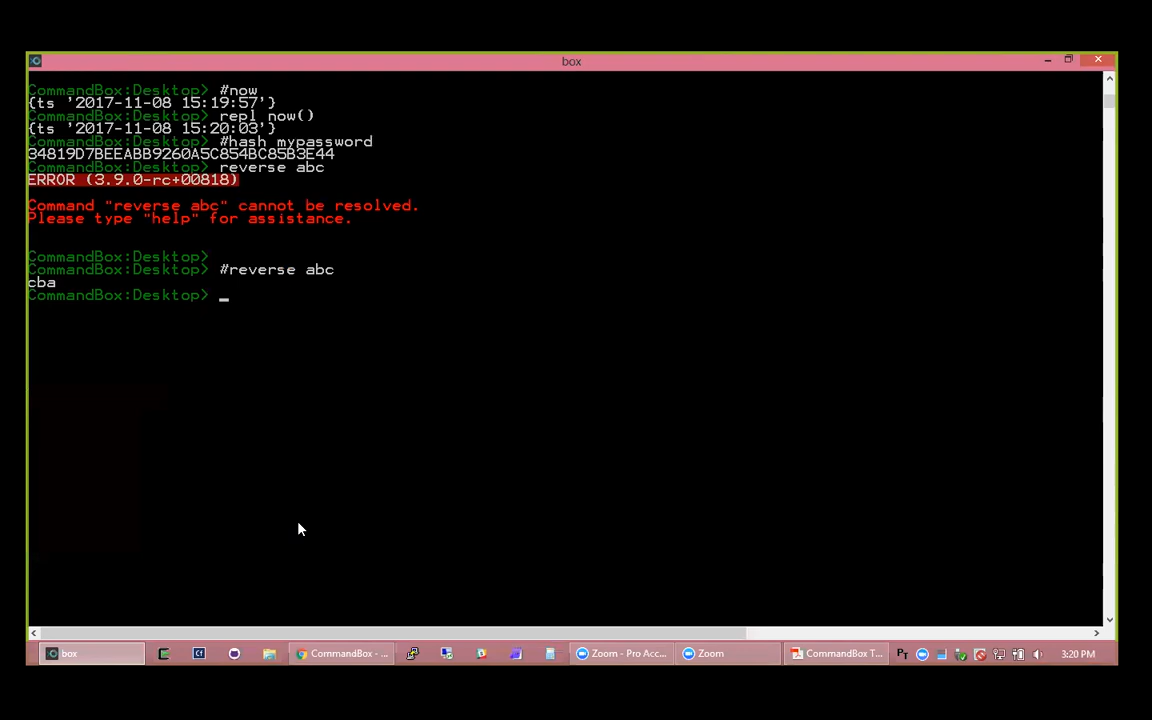 box
CommandBox:Desktop> #now
{ts '2017-11-08 15:19:57'}
CommandBox:Desktop> repl now()
{ts '2017-11-08 15:20:03'}
CommandBox:Desktop> #hash mypassword
34819D7BEEABB9260A5C854BC85B3E44
CommandBox:Desktop> reverse abc
ERROR (3.9.0-rc+00818)
Command "reverse abc" cannot be resolved.
Please type "help" for assistance.
CommandBox:Desktop>
CommandBox:Desktop> #reverse abc
cba
CommandBox:Desktop> _
box Cf CommandBox - ... Zoom - Pro Acc... Zoom CommandBox T... PT 3:20 PM